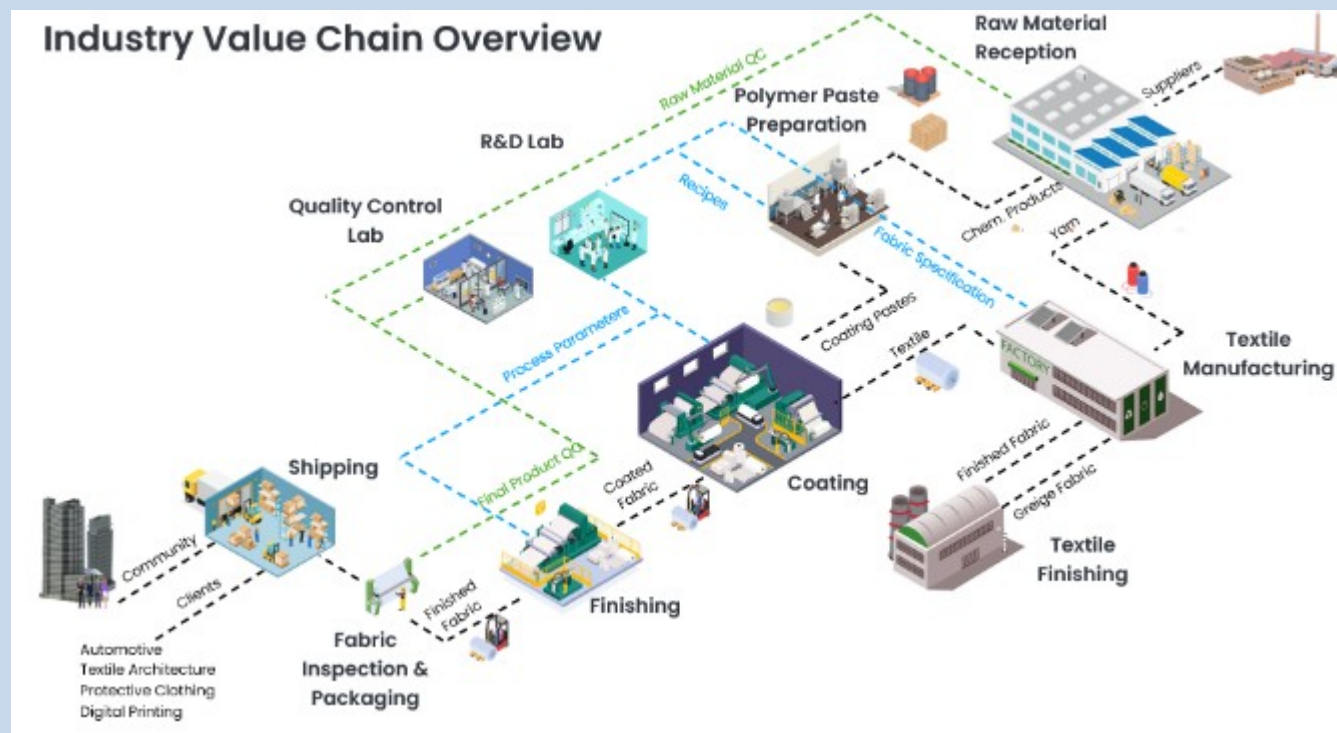 Industry Value Chain Overview
Raw Material
Reception
Suppliers
Raw Material QC
Polymer Paste
Preparation
R&D Lab
Recipes
Quality Control
Lab
Chem. Products
Yarn
Fabric Specification
Process Parameters
Coating Pastes
Textile
FACTORY
Textile
Manufacturing
Shipping
Final Product QC
Coated
Fabric
Coating
Finished Fabric
Greige Fabric
Community
Clients
Finished
Fabric
Finishing
Textile
Finishing
Fabric
Inspection &
Packaging
Automotive
Textile Architecture
Protective Clothing
Digital Printing